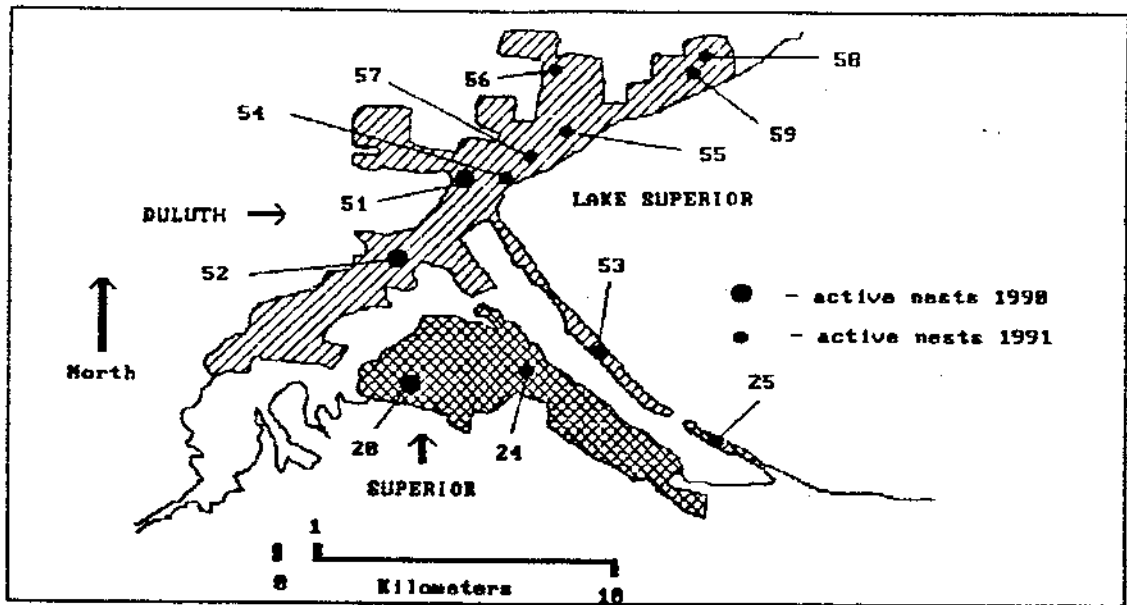 58
57
56
54
59
55
51
LAKE SUPERIOR
DULUTH
52
53
- active nests 1990
- active nests 1991
North
25
20
24
SUPERIOR
1
0
Kilometers
10